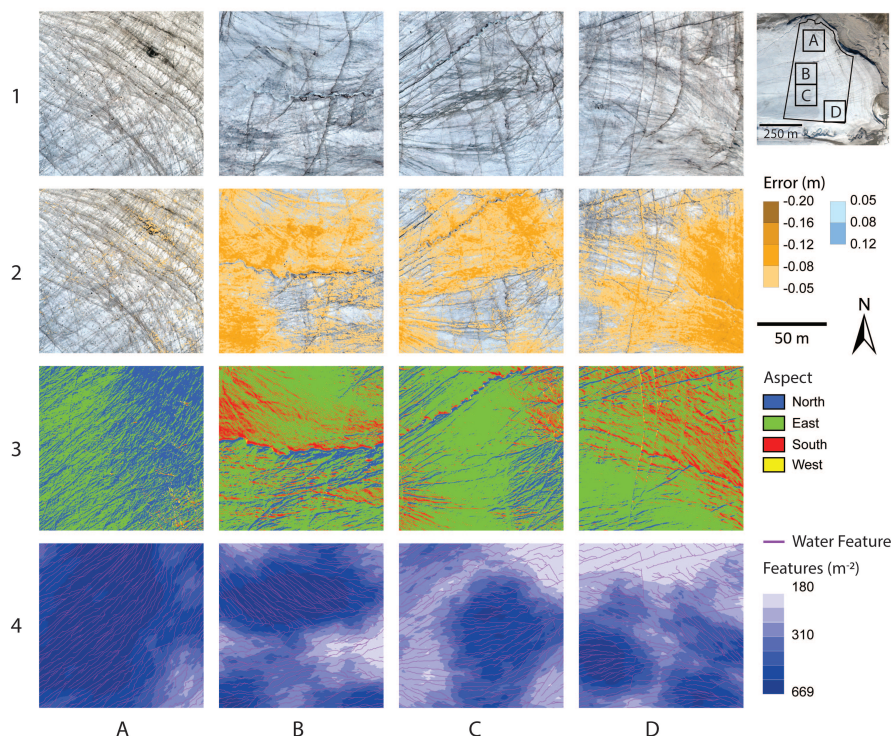 1
A
B
C
D
250 m
2
Error (m)
-0.20
-0.16
-0.12
-0.08
-0.05
0.05
0.08
0.12
N
50 m
3
Aspect
North
East
South
West
4
Water Feature
Features (m⁻²)
180
310
669
A B C D